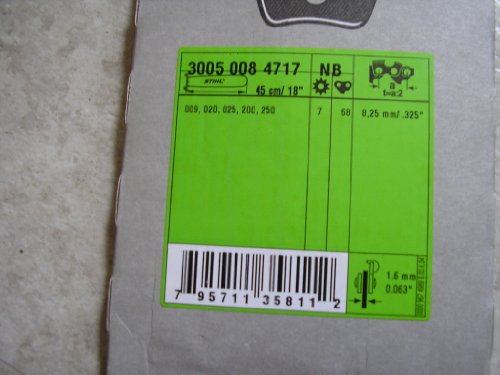 3005 008 4717 NB
STIHL
45 cm/ 18"
a
t=a:2
009, 020, 025, 200, 250 7 68 8,25 mm/ .325"
1.6 mm
0.063"
7 95711 35811 2